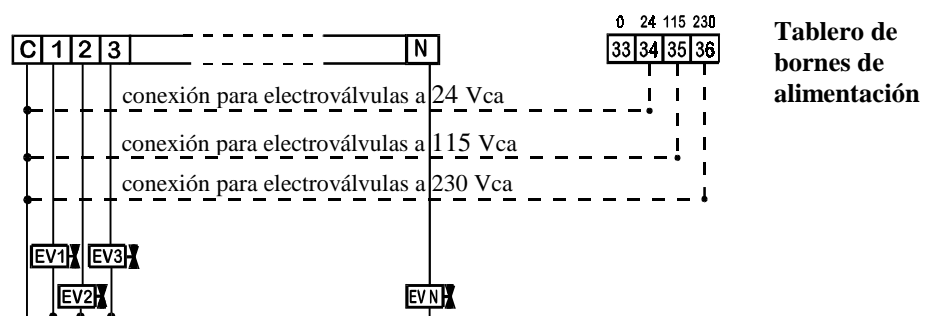 0 24 115 230
C 1 2 3 N 33 34 35 36
Tablero de
bornes de
alimentación
conexión para electroválvulas a 24 Vca
conexión para electroválvulas a 115 Vca
conexión para electroválvulas a 230 Vca
EV1 EV3
EV2 EV N